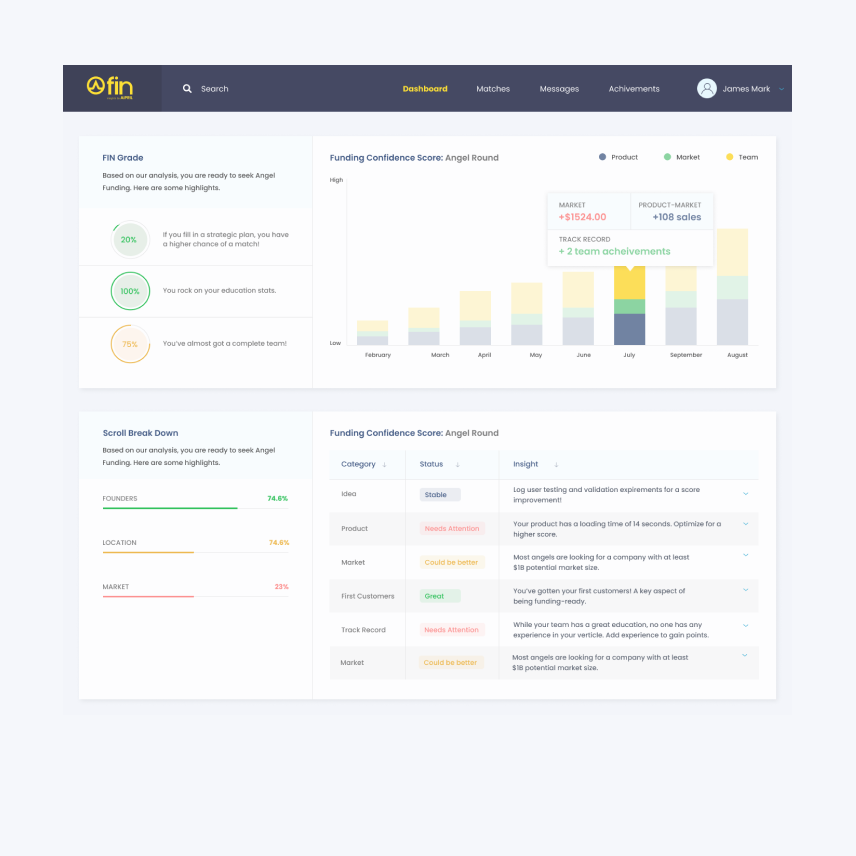 fin
Search
Dashboard
Matches
Messages
Achivements
James Mark
FIN Grade
Based on our analysis, you are ready to seek Angel
Funding. Here are some highlights.
20%
If you fill in a strategic plan, you have
a higher chance of a match!
100%
You rock on your education stats.
75%
You've almost got a complete team!
Funding Confidence Score: Angel Round
Product
Market
Team
High
MARKET
+$1524.00
PRODUCT-MARKET
+108 sales
TRACK RECORD
+ 2 team acheivements
Low
February
March
April
May
June
July
September
August
Scroll Break Down
Based on our analysis, you are ready to seek Angel
Funding. Here are some highlights.
FOUNDERS 74.6%
LOCATION 74.6%
MARKET 23%
Funding Confidence Score: Angel Round
Category ↓ Status ↓ Insight ↓
Idea
Stable
Log user testing and validation expirements for a score
improvement!
Product
Needs Attention
Your product has a loading time of 14 seconds. Optimize for a
higher score.
Market
Could be better
Most angels are looking for a company with at least
$1B potential market size.
First Customers
Great
You've gotten your first customers! A key aspect of
being funding-ready.
Track Record
Needs Attention
While your team has a great education, no one has any
experience in your verticle. Add experience to gain points.
Market
Could be better
Most angels are looking for a company with at least
$1B potential market size.